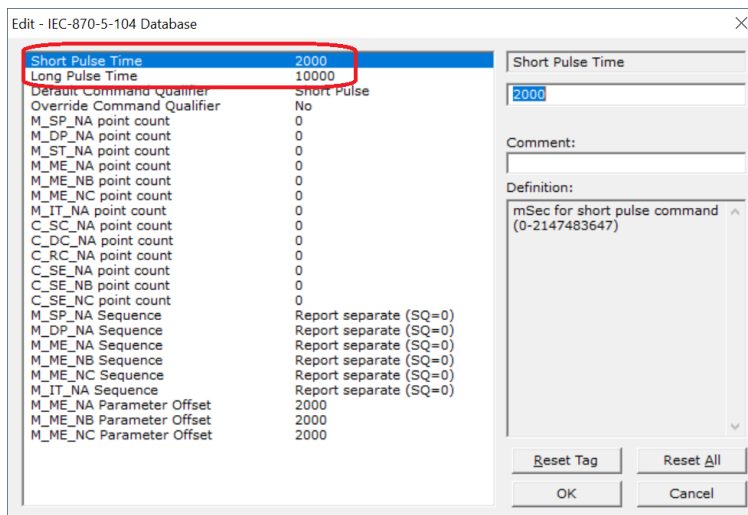 Edit - IEC-870-5-104 Database
Short Pulse Time 2000
Long Pulse Time 10000
Default Command Qualifier Short Pulse
Override Command Qualifier No
M_SP_NA point count 0
M_DP_NA point count 0
M_ST_NA point count 0
M_ME_NA point count 0
M_ME_NB point count 0
M_ME_NC point count 0
M_IT_NA point count 0
C_SC_NA point count 0
C_DC_NA point count 0
C_RC_NA point count 0
C_SE_NA point count 0
C_SE_NB point count 0
C_SE_NC point count 0
M_SP_NA Sequence Report separate (SQ=0)
M_DP_NA Sequence Report separate (SQ=0)
M_ME_NA Sequence Report separate (SQ=0)
M_ME_NB Sequence Report separate (SQ=0)
M_ME_NC Sequence Report separate (SQ=0)
M_IT_NA Sequence Report separate (SQ=0)
M_ME_NA Parameter Offset 2000
M_ME_NB Parameter Offset 2000
M_ME_NC Parameter Offset 2000
Short Pulse Time
2000
Comment:
Definition:
mSec for short pulse command
(0-2147483647)
Reset Tag Reset All
OK Cancel